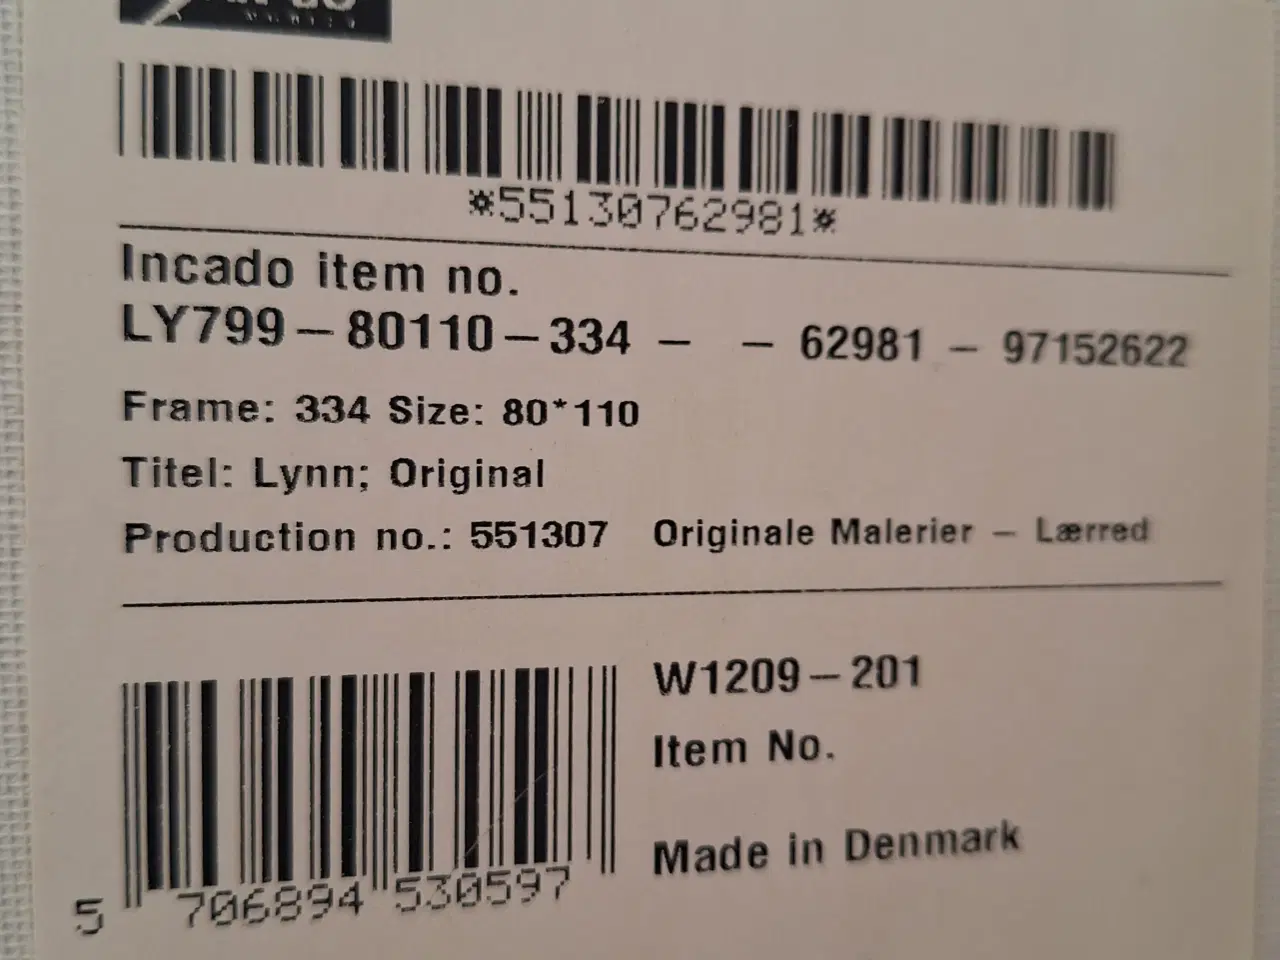 *55130762981*
Incado item no.
LY799-80110-334 - - 62981 - 97152622
Frame: 334 Size: 80*110
Titel: Lynn; Original
Production no.: 551307 Originale Malerier - Lærred
W1209-201
Item No.
Made in Denmark
5 706894 530597